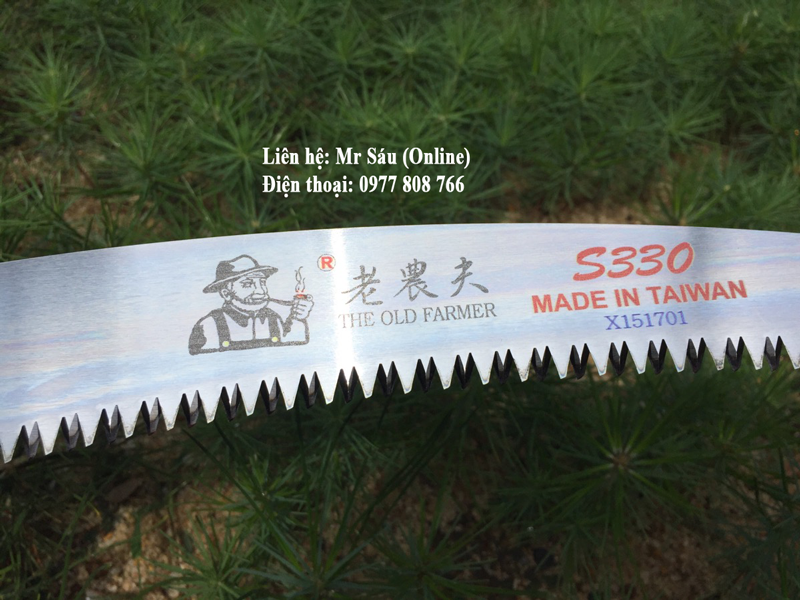 Liên hệ: Mr Sáu (Online)
Điện thoại: 0977 808 766
®
老農夫
THE OLD FARMER
S330
MADE IN TAIWAN
X151701